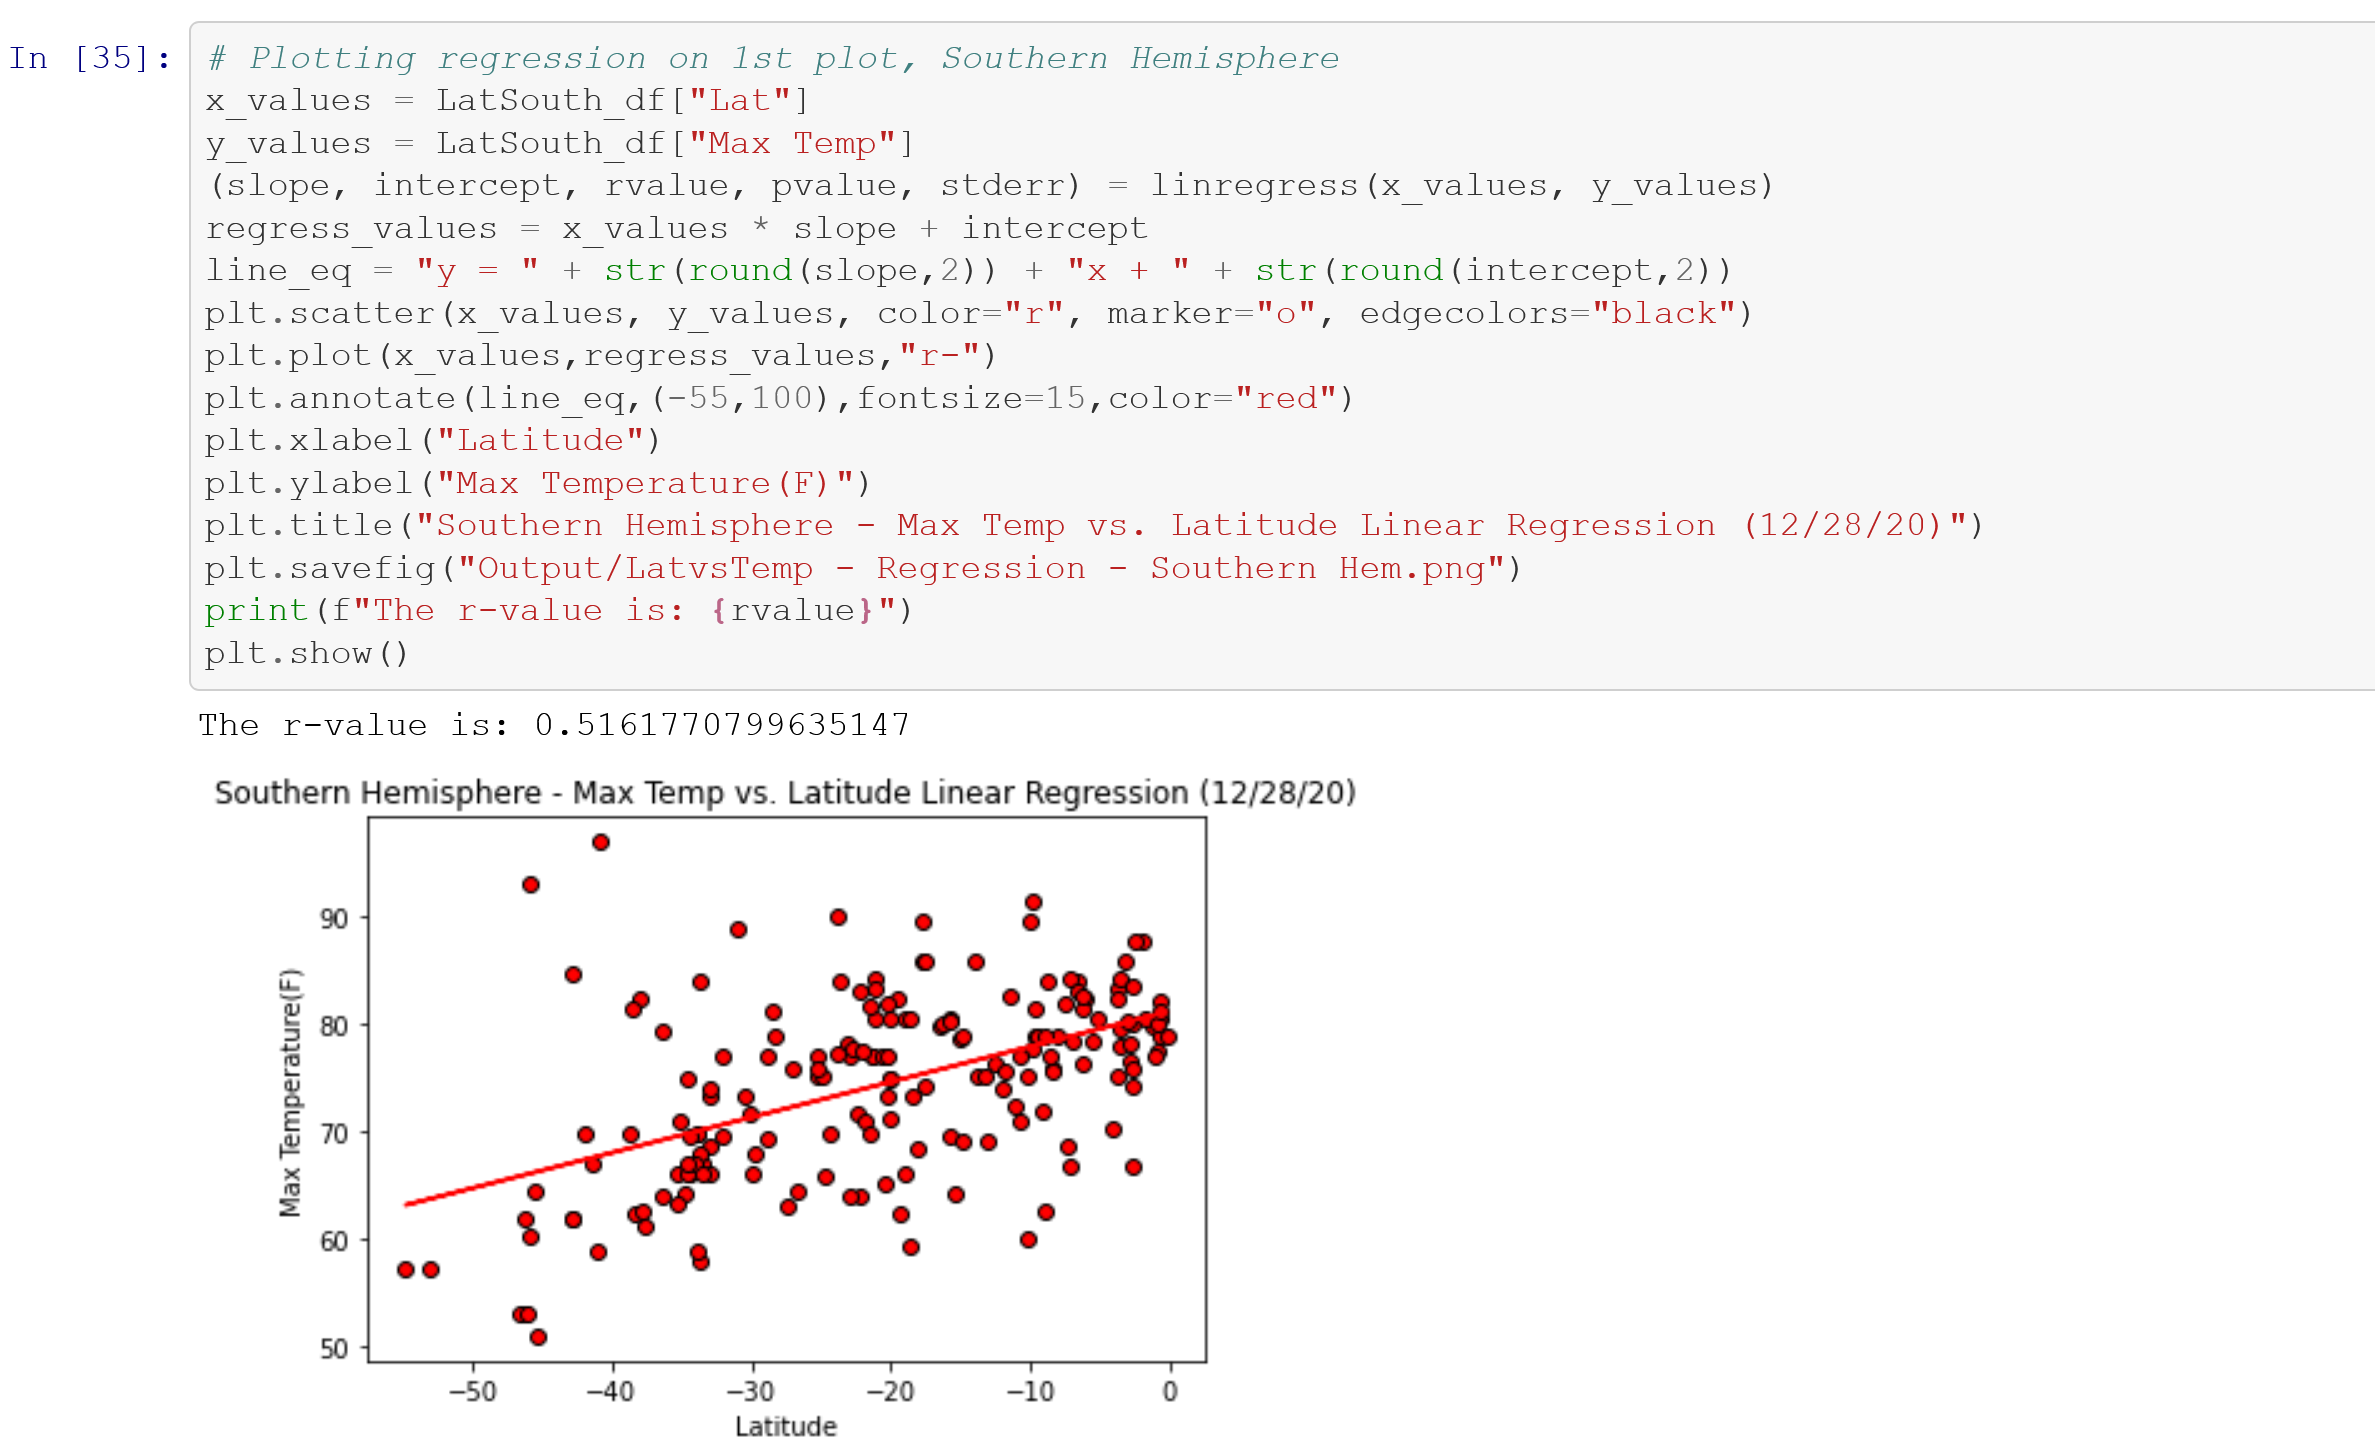 In [35]:
# Plotting regression on 1st plot, Southern Hemisphere
x_values = LatSouth_df["Lat"]
y_values = LatSouth_df["Max Temp"]
(slope, intercept, rvalue, pvalue, stderr) = linregress(x_values, y_values)
regress_values = x_values * slope + intercept
line_eq = "y = " + str(round(slope,2)) + "x + " + str(round(intercept,2))
plt.scatter(x_values, y_values, color="r", marker="o", edgecolors="black")
plt.plot(x_values,regress_values,"r-")
plt.annotate(line_eq,(-55,100),fontsize=15,color="red")
plt.xlabel("Latitude")
plt.ylabel("Max Temperature(F)")
plt.title("Southern Hemisphere - Max Temp vs. Latitude Linear Regression (12/28/20)")
plt.savefig("Output/LatvsTemp - Regression - Southern Hem.png")
print(f"The r-value is: {rvalue}")
plt.show()
The r-value is: 0.5161770799635147
Southern Hemisphere - Max Temp vs. Latitude Linear Regression (12/28/20)
Max Temperature(F)
90
80
70
60
50
−50 −40 −30 −20 −10 0
Latitude